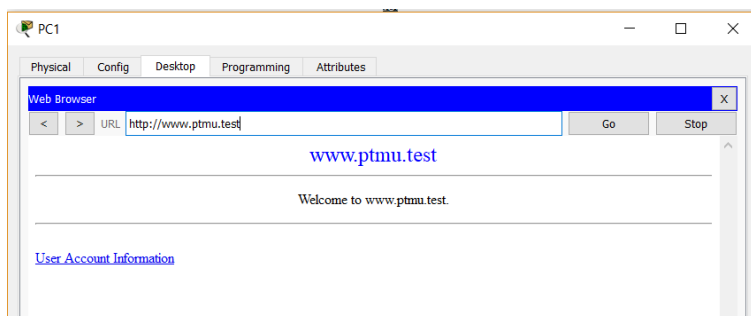 PC1
Physical Config Desktop Programming Attributes
Web Browser X
< > URL http://www.ptmu.test Go Stop
www.ptmu.test
Welcome to www.ptmu.test.
User Account Information